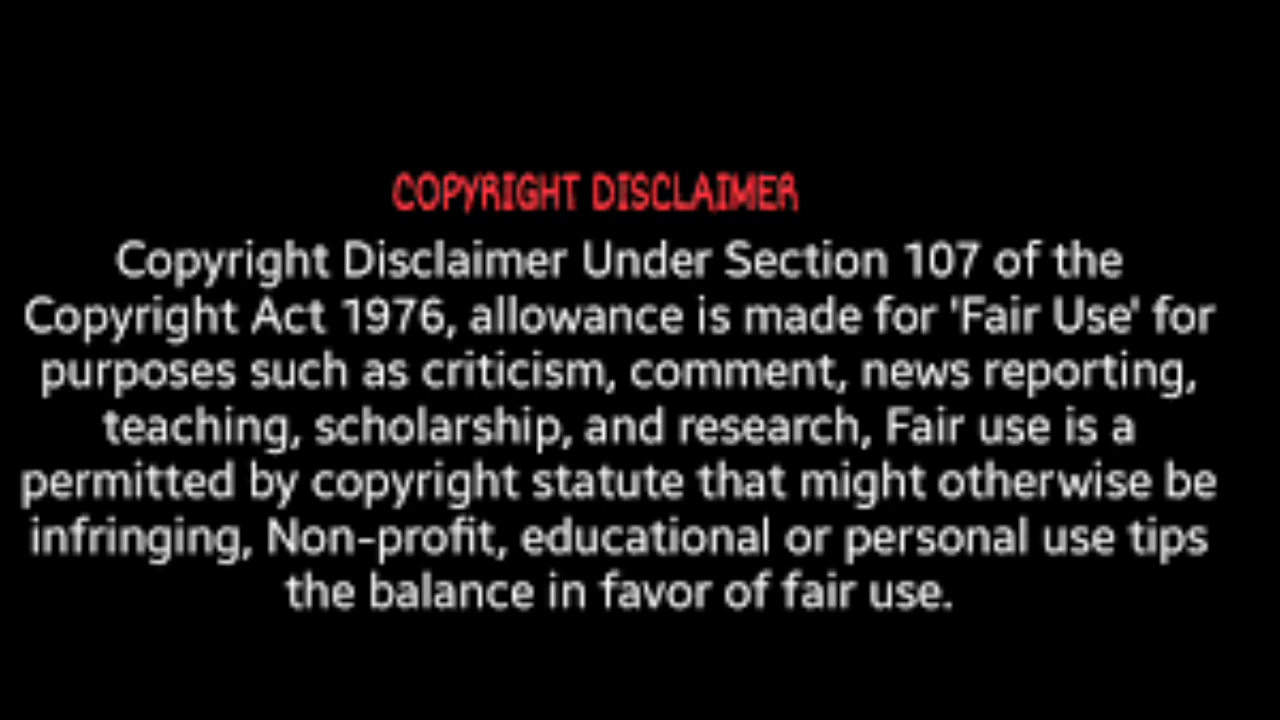 COPYRIGHT DISCLAIMER
Copyright Disclaimer Under Section 107 of the
Copyright Act 1976, allowance is made for 'Fair Use' for
purposes such as criticism, comment, news reporting,
teaching, scholarship, and research, Fair use is a
permitted by copyright statute that might otherwise be
infringing, Non-profit, educational or personal use tips
the balance in favor of fair use.